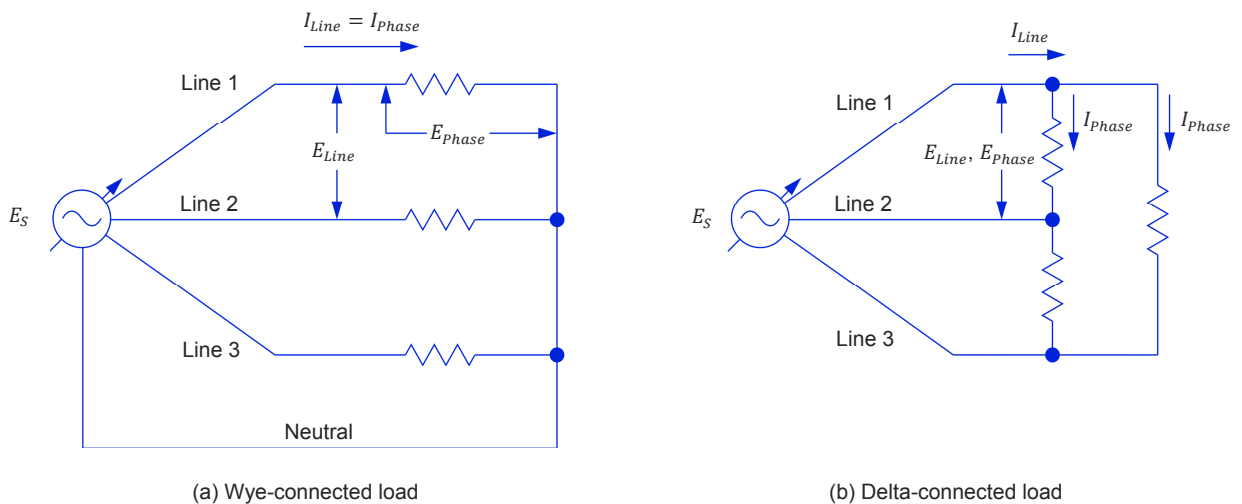 I_Line = I_Phase
Line 1
E_Phase
E_Line
E_S
Line 2
Line 3
Neutral
(a) Wye-connected load
I_Line
Line 1
I_Phase
I_Phase
E_Line, E_Phase
E_S
Line 2
Line 3
(b) Delta-connected load